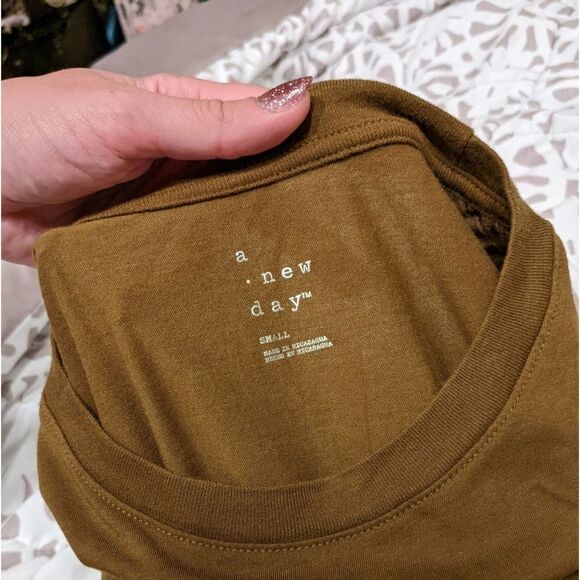 a
· new
day™
SMALL
MADE IN NICARAGUA
HECHO EN NICARAGUA